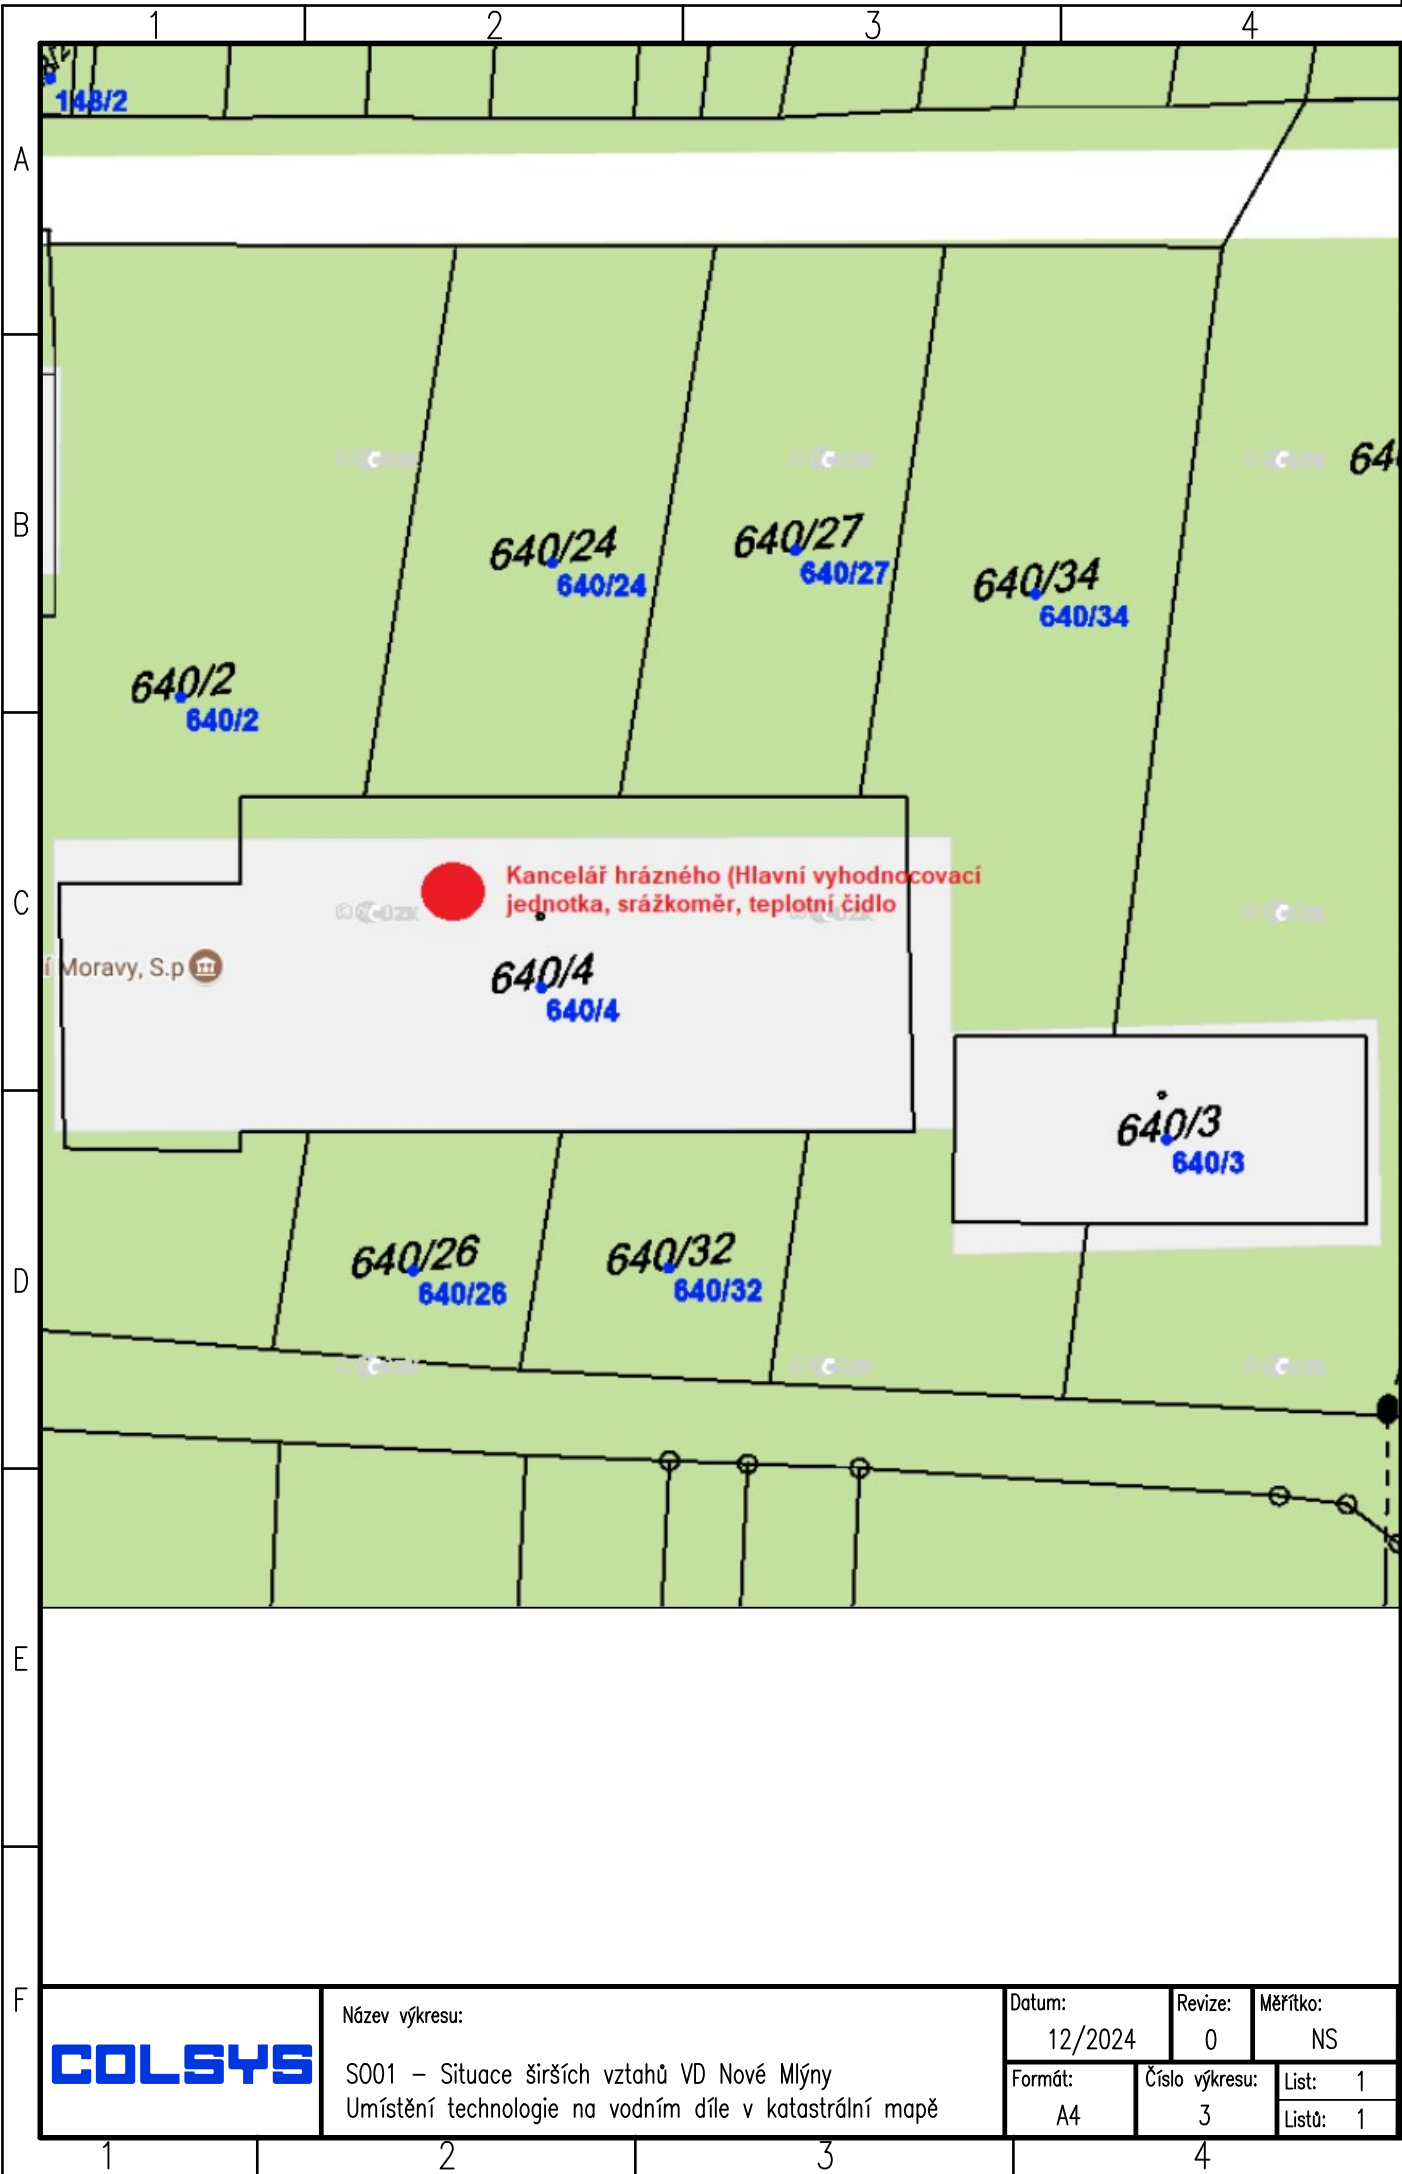 1 2 3 4
148/2
A
B
640/24
640/24
640/27
640/27
640/34
640/34
640/2
640/2
C
Kancelář hrázného (Hlavní vyhodnocovací
jednotka, srážkoměr, teplotní čidlo
í Moravy, S.p
640/4
640/4
640/3
640/3
D
640/26
640/26
640/32
640/32
E
F
COLSYS
Název výkresu:
SO01 – Situace širších vztahů VD Nové Mlýny
Umístění technologie na vodním díle v katastrální mapě
Datum:
12/2024
Revize:
0
Měřítko:
NS
Formát:
A4
Číslo výkresu:
3
List: 1
Listů: 1
1 2 3 4